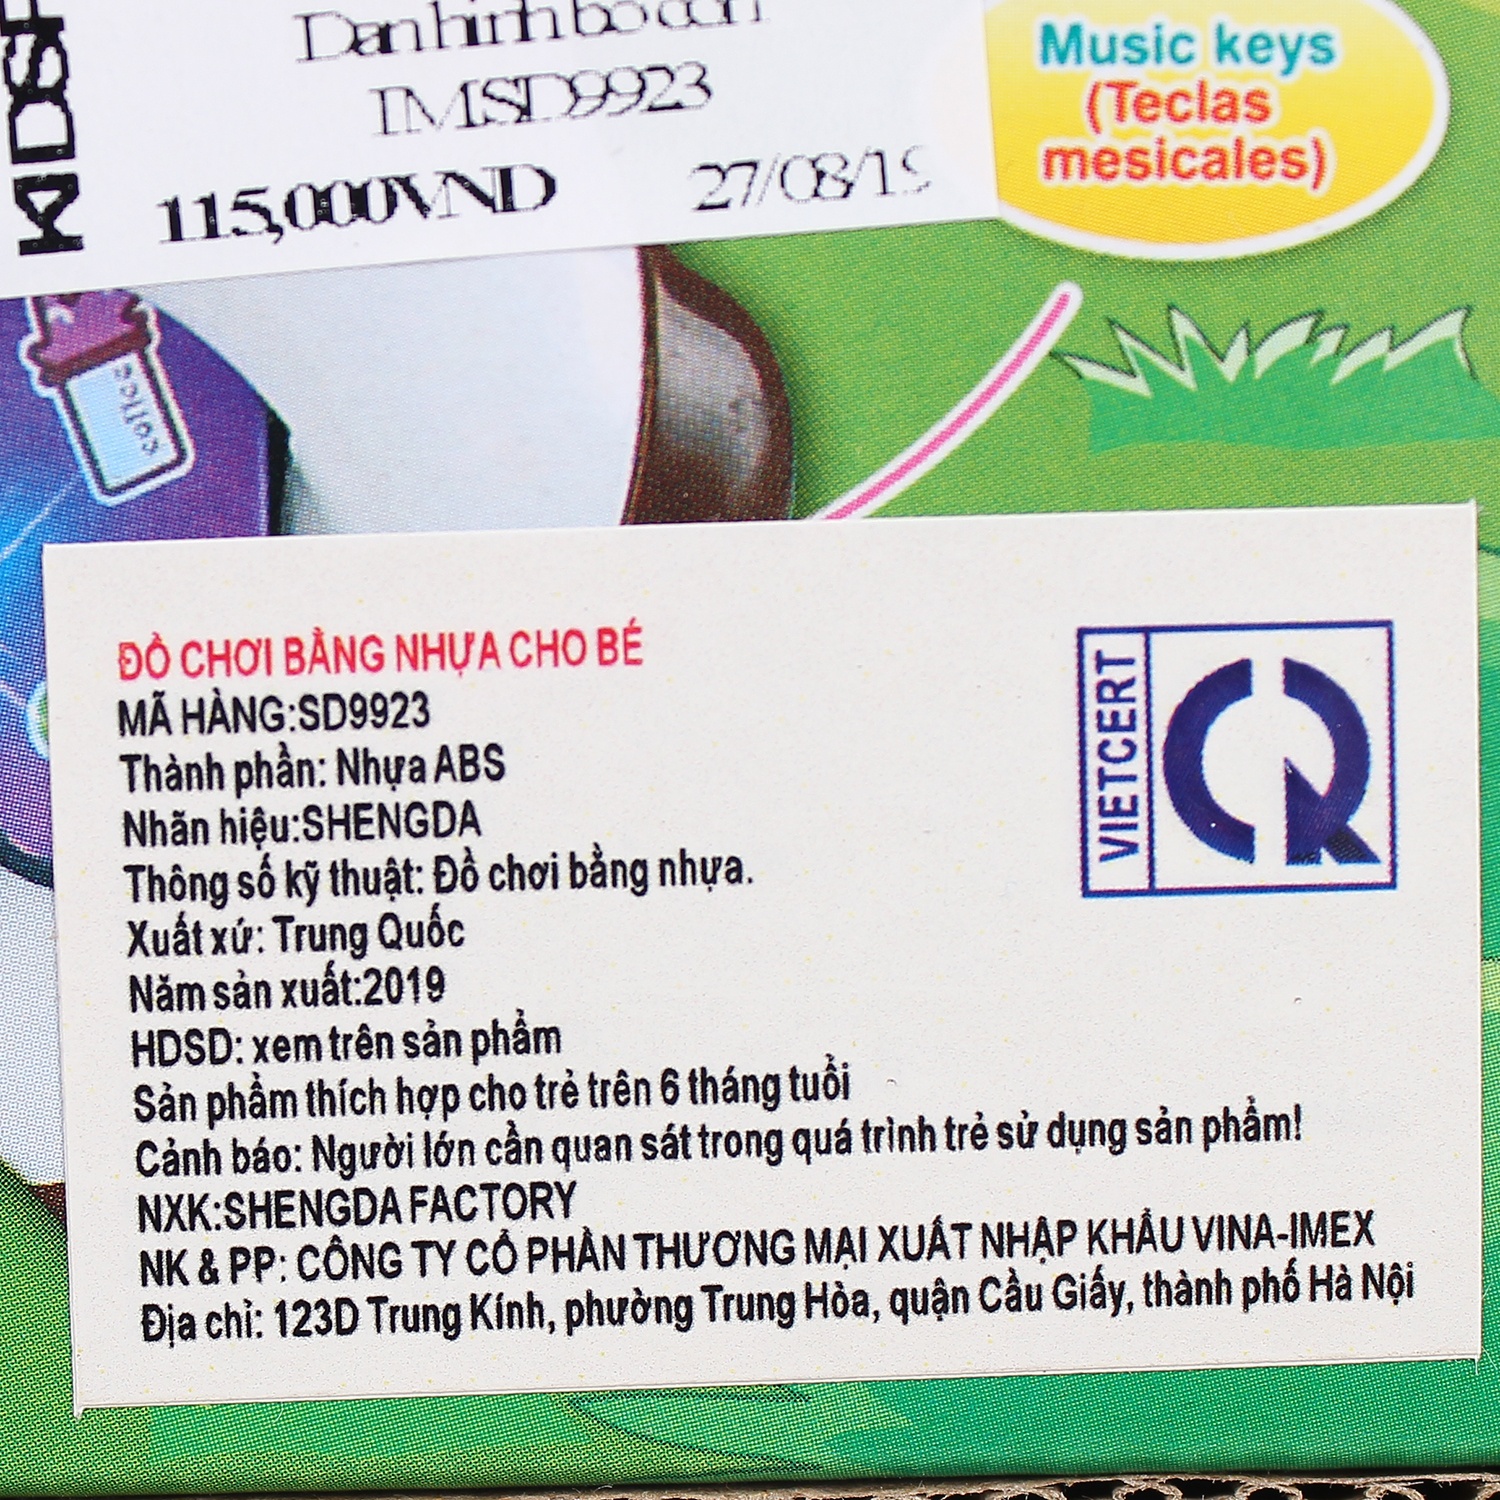 KIDSP
Dan hinh bo con
IMSD9923
115,000VND 27/08/19
Music keys
(Teclas
mesicales)
ĐỒ CHƠI BẰNG NHỰA CHO BÉ
MÃ HÀNG:SD9923
Thành phần: Nhựa ABS
Nhãn hiệu:SHENGDA
Thông số kỹ thuật: Đồ chơi bằng nhựa.
Xuất xứ: Trung Quốc
Năm sản xuất:2019
HDSD: xem trên sản phẩm
Sản phẩm thích hợp cho trẻ trên 6 tháng tuổi
Cảnh báo: Người lớn cần quan sát trong quá trình trẻ sử dụng sản phẩm!
NXK:SHENGDA FACTORY
NK & PP: CÔNG TY CỔ PHẦN THƯƠNG MẠI XUẤT NHẬP KHẨU VINA-IMEX
Địa chỉ: 123D Trung Kính, phường Trung Hòa, quận Cầu Giấy, thành phố Hà Nội
VIETCERT